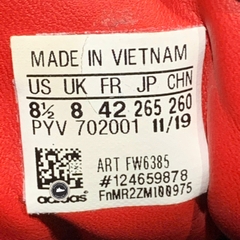 MADE IN VIETNAM
US UK FR JP CHN
8½ 8 42 265 260
PYV 702001 11/19
ART FW6385
#124659878
adidas FnMR2ZM100975